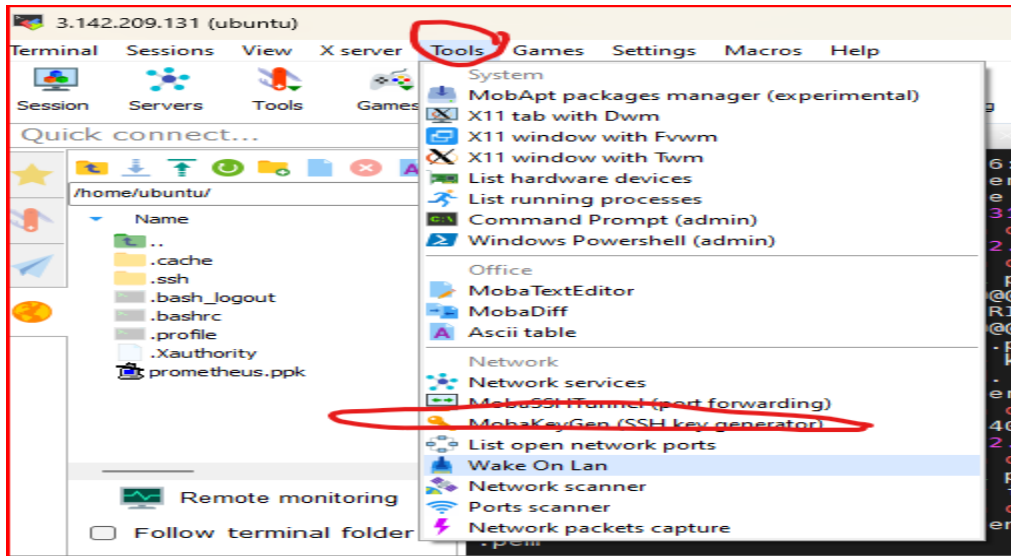 3.142.209.131 (ubuntu)
Terminal Sessions View X server Tools Games Settings Macros Help
Session Servers Tools Games
Quick connect...
/home/ubuntu/
Name
..
.cache
.ssh
.bash_logout
.bashrc
.profile
.Xauthority
prometheus.ppk
Remote monitoring
Follow terminal folder
System
MobApt packages manager (experimental)
X11 tab with Dwm
X11 window with Fvwm
X11 window with Twm
List hardware devices
List running processes
Command Prompt (admin)
Windows Powershell (admin)
Office
MobaTextEditor
MobaDiff
Ascii table
Network
Network services
MobaSSHTunnel (port forwarding)
MobaKeyGen (SSH key generator)
List open network ports
Wake On Lan
Network scanner
Ports scanner
Network packets capture